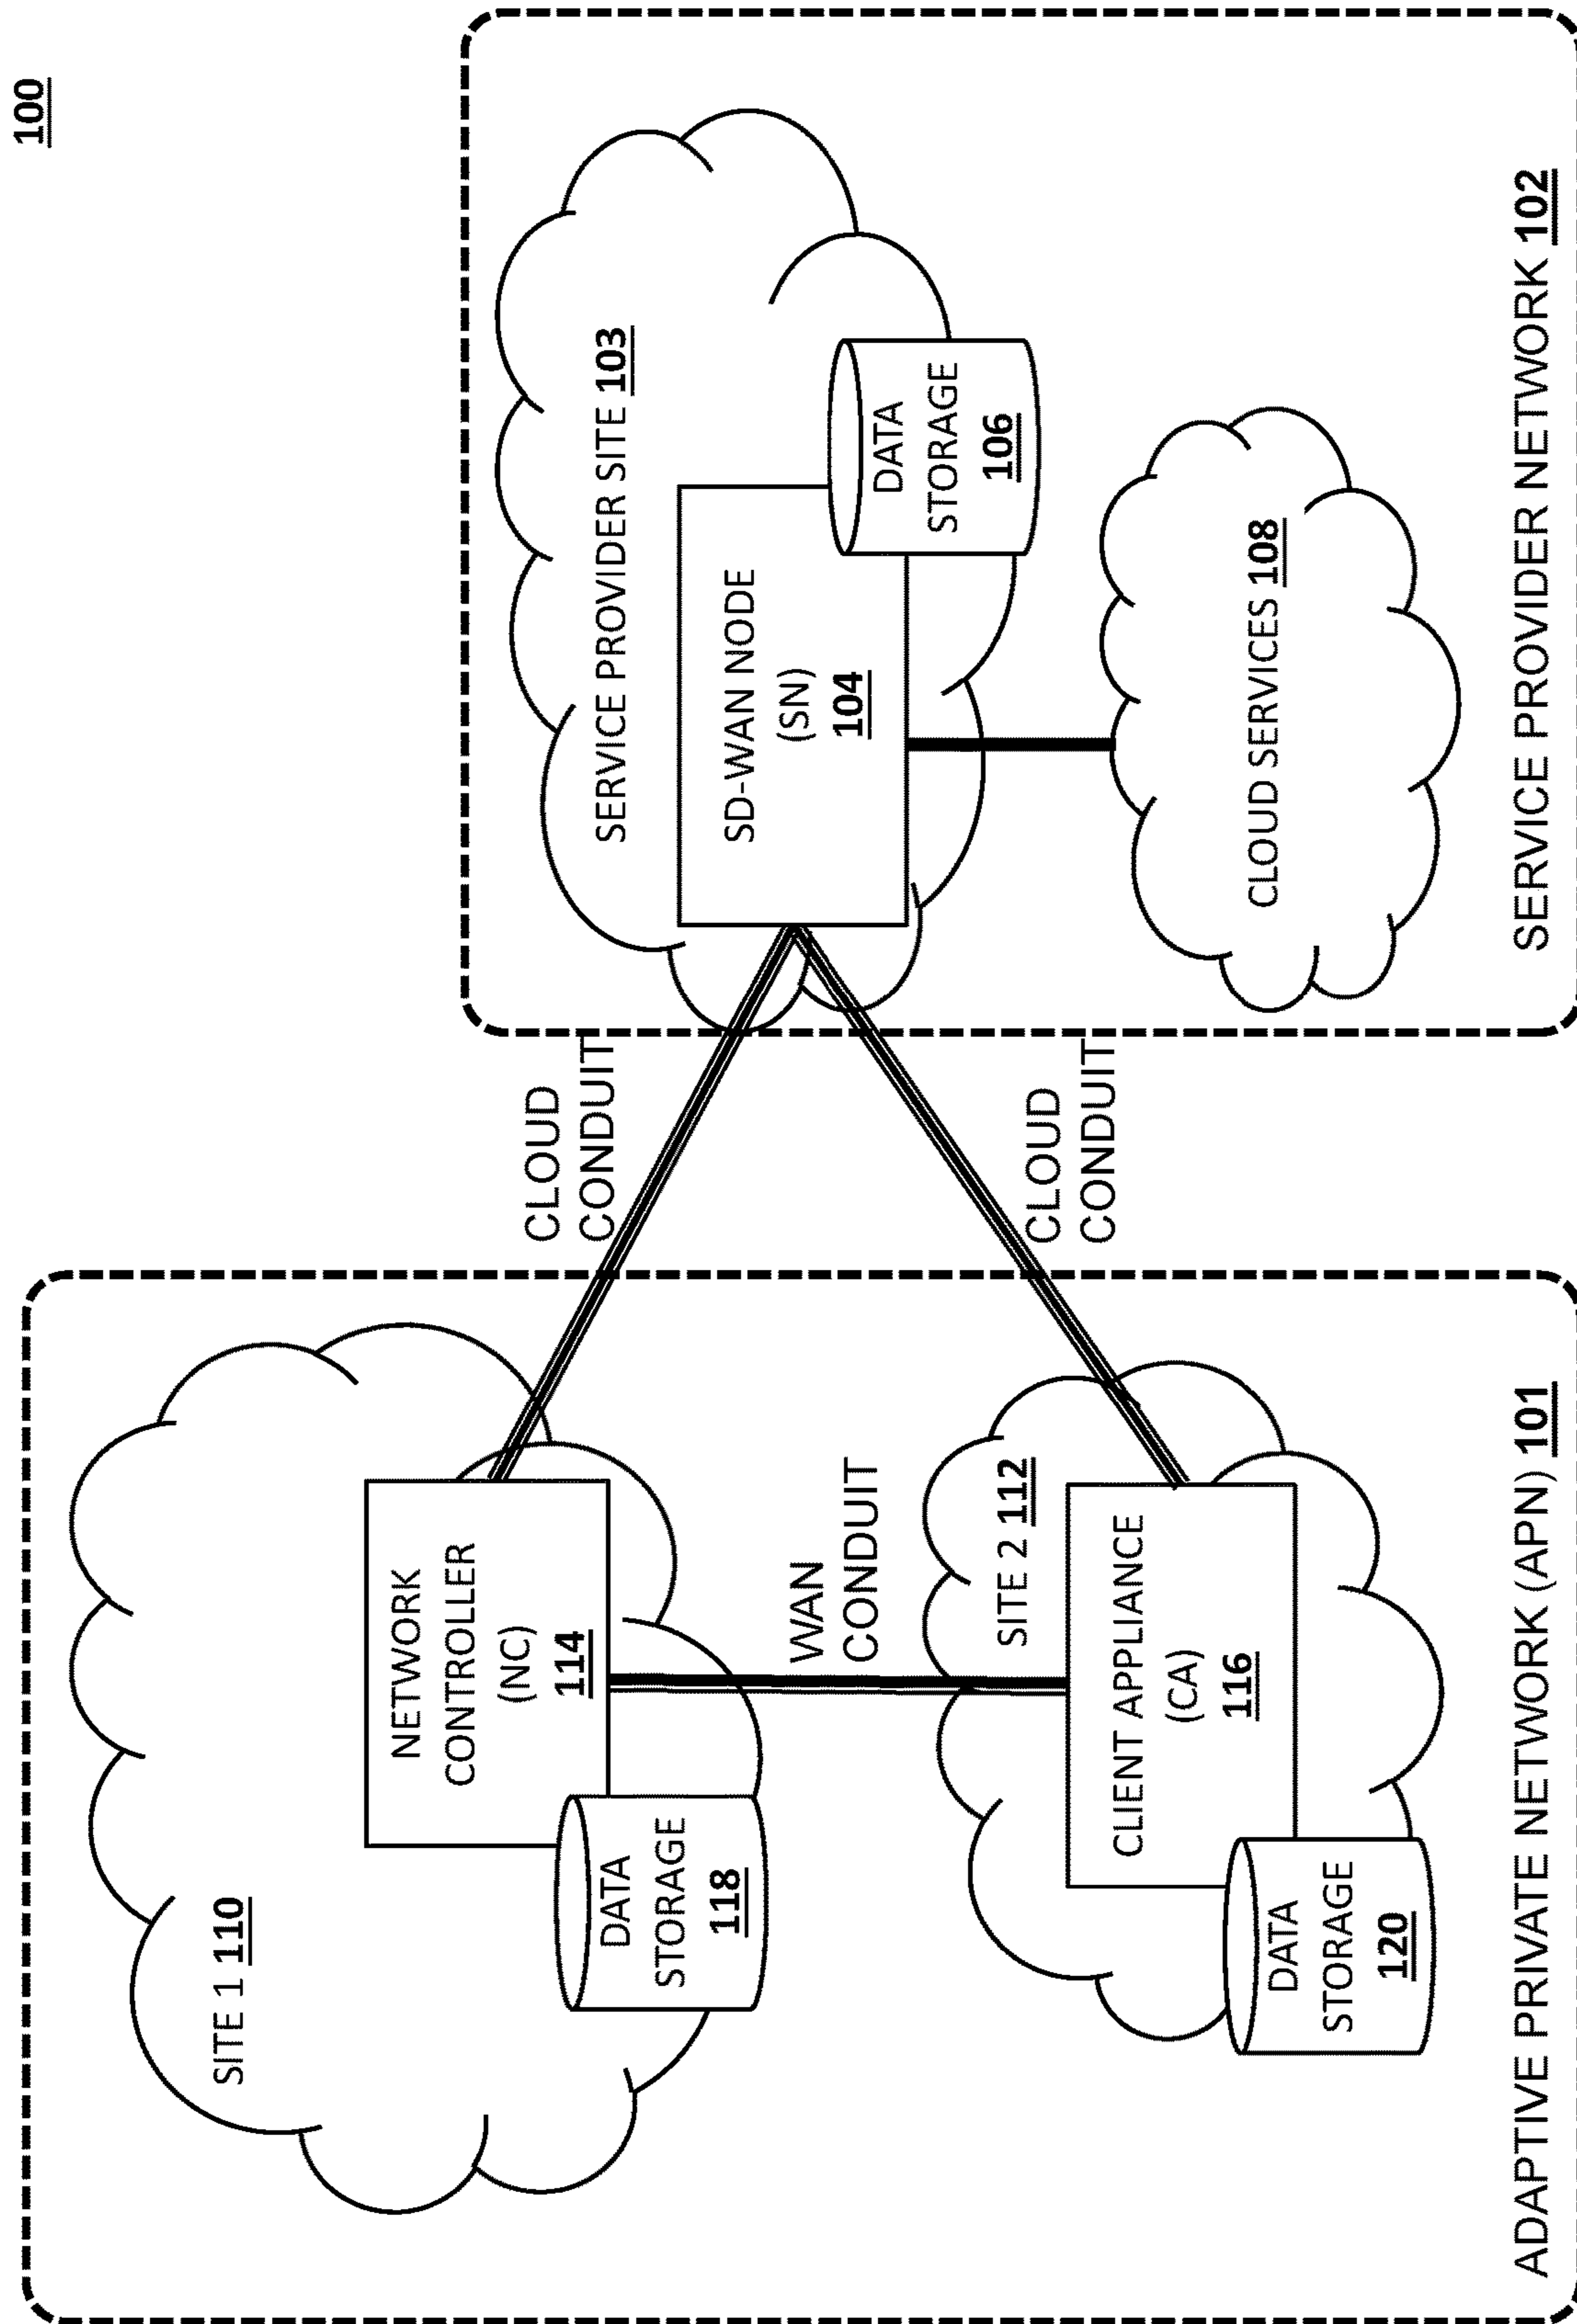 100
SITE 1 110
NETWORK
CONTROLLER
(NC)
114
DATA
STORAGE
118
WAN
CONDUIT
SITE 2 112
CLIENT APPLIANCE
(CA)
116
DATA
STORAGE
120
ADAPTIVE PRIVATE NETWORK (APN) 101
CLOUD
CONDUIT
CLOUD
CONDUIT
SERVICE PROVIDER SITE 103
SD-WAN NODE
(SN)
104
DATA
STORAGE
106
CLOUD SERVICES 108
SERVICE PROVIDER NETWORK 102